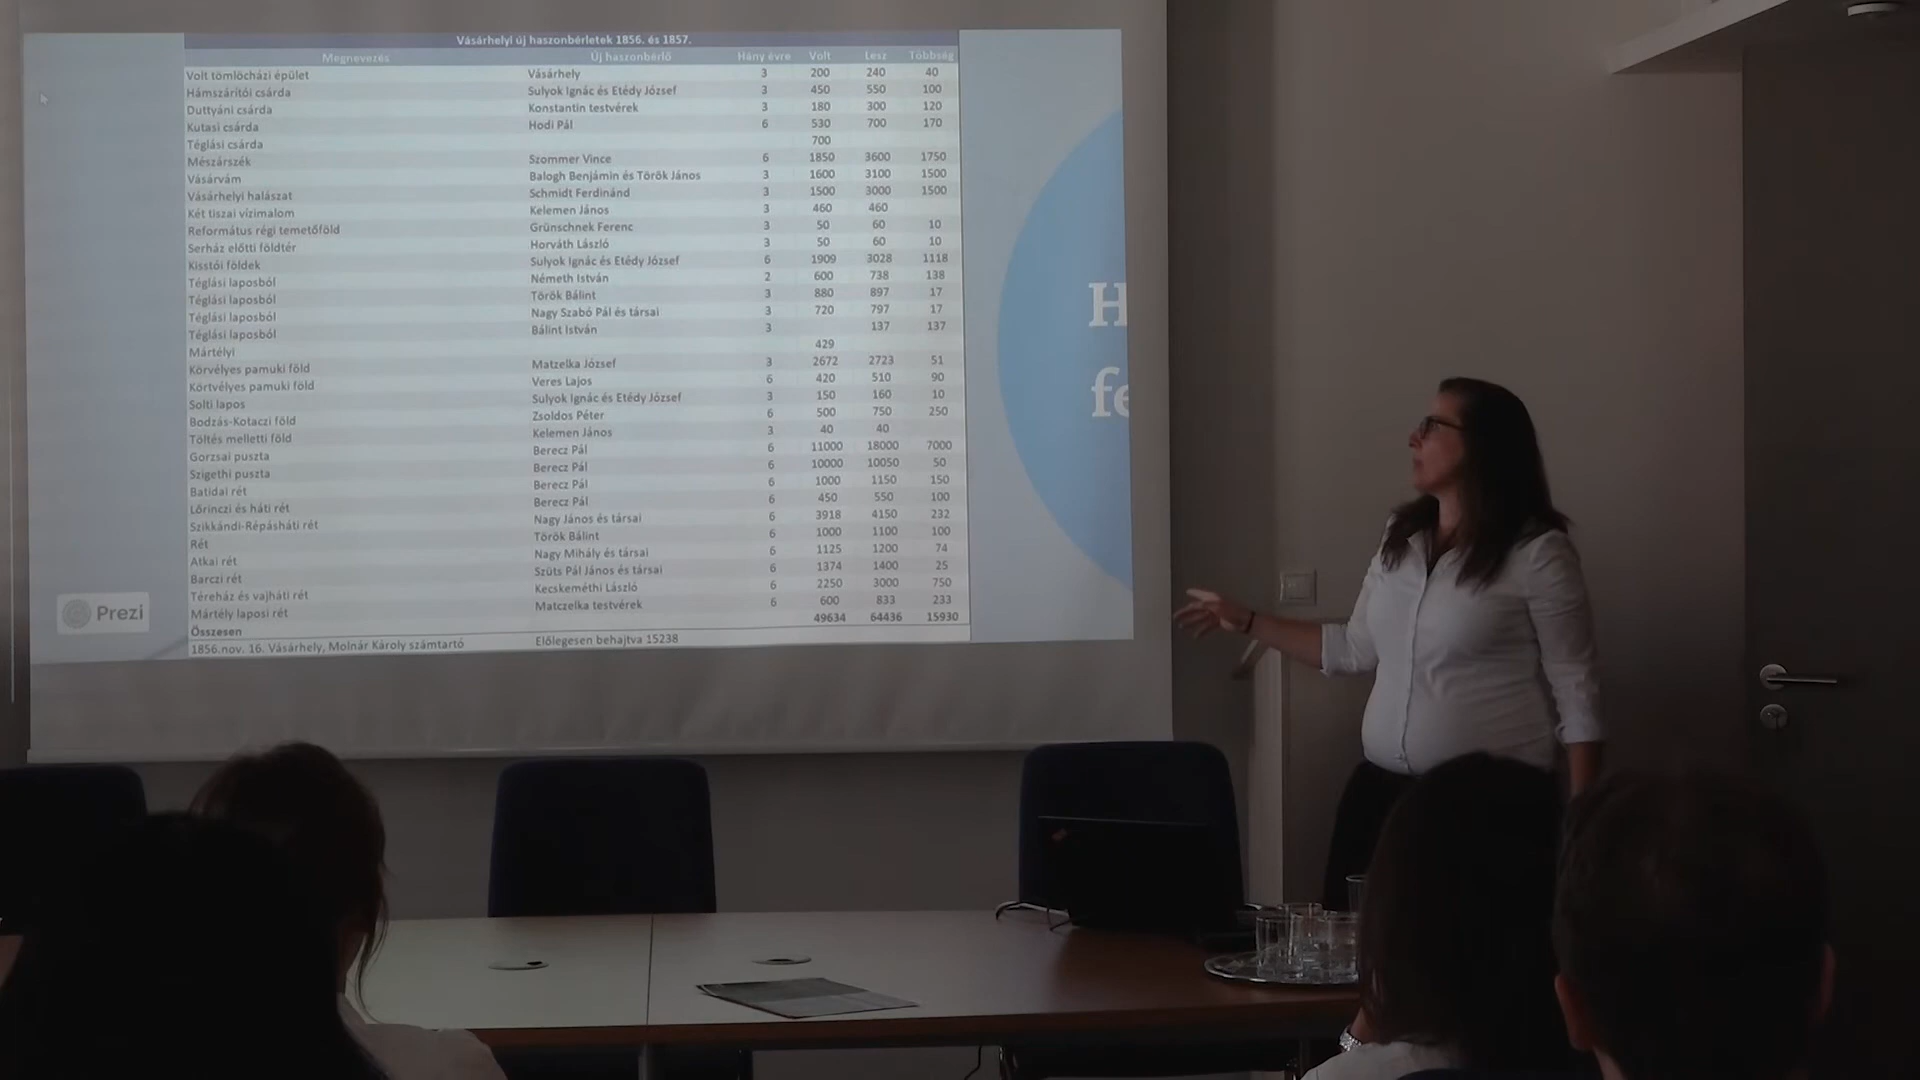 Vásárhelyi új haszonbérletek 1856. és 1857.
Megnevezés Új haszonbérlő Hány évre Volt Lesz Többség
Volt tömlöcházi épület Vásárhely 3 200 240 40
Hámszárítói csárda Sulyok Ignác és Etédy József 3 450 550 100
Duttyáni csárda Konstantin testvérek 3 180 300 120
Kutasi csárda Hodi Pál 6 530 700 170
Téglási csárda 700
Mészárszék Szommer Vince 6 1850 3600 1750
Vásárvám Balogh Benjámin és Török János 3 1600 3100 1500
Vásárhelyi halászat Schmidt Ferdinánd 3 1500 3000 1500
Két tiszai vízimalom Kelemen János 3 460 460
Református régi temetőföld Grünschnek Ferenc 3 50 60 10
Serház előtti földtér Horváth László 3 50 60 10
Kisstói földek Sulyok Ignác és Etédy József 6 1909 3028 1118
Téglási laposból Németh István 2 600 738 138
Téglási laposból Török Bálint 3 880 897 17
Téglási laposból Nagy Szabó Pál és társai 3 720 797 17
Téglási laposból Bálint István 3 137 137
Mártélyi 429
Körvélyes pamuki föld Matzelka József 3 2672 2723 51
Körtvélyes pamuki föld Veres Lajos 6 420 510 90
Solti lapos Sulyok Ignác és Etédy József 3 150 160 10
Bodzás-Kotaczi föld Zsoldos Péter 6 500 750 250
Töltés melletti föld Kelemen János 3 40 40
Gorzsai puszta Berecz Pál 6 11000 18000 7000
Szigethi puszta Berecz Pál 6 10000 10050 50
Batidai rét Berecz Pál 6 1000 1150 150
Lőrinczi és háti rét Berecz Pál 6 450 550 100
Szikkándi-Répásháti rét Nagy János és társai 6 3918 4150 232
Rét Török Bálint 6 1000 1100 100
Atkai rét Nagy Mihály és társai 6 1125 1200 74
Barczi rét Szüts Pál János és társai 6 1374 1400 25
Téreház és vajháti rét Kecskeméthi László 6 2250 3000 750
Mártély laposi rét Matczelka testvérek 6 600 833 233
Összesen 49634 64436 15930
1856.nov. 16. Vásárhely, Molnár Károly számtartó Előlegesen behajtva 15238
H
fe
Prezi